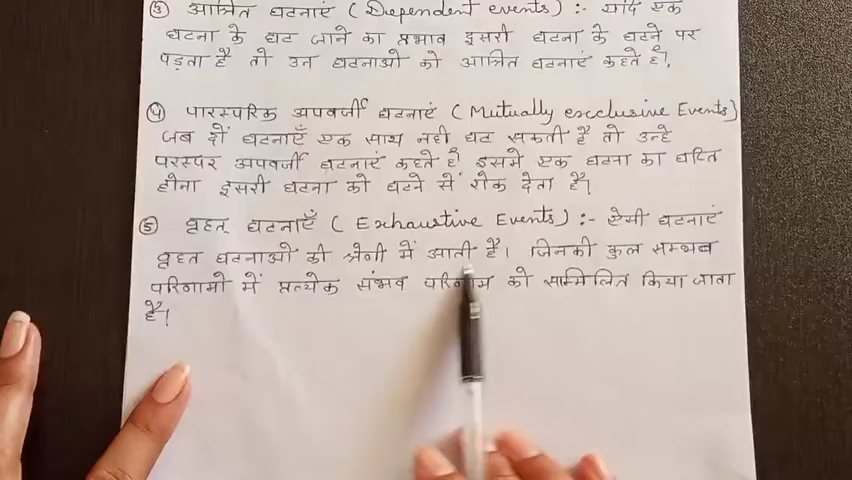 ③ आश्रित घटनाएं (Dependent events) :- यदि एक
घटना के घट जाने का प्रभाव दूसरी घटना के घटने पर
पड़ता है तो उन घटनाओ को आश्रित घटनाएं कहते है।
④ पारस्परिक अपवर्जी घटनाएं (Mutually excclusive Events)
जब दो घटनाएँ एक साथ नही घट सकती है तो उन्हे
परस्पर अपवर्जी घटनाएं कहते है इसमे एक घटना का घटित
होना दूसरी घटना को घटने से रोक देता है।
⑤ वृहत् घटनाएँ (Exhaustive Events) :- ऐसी घटनाएं
वृहत घटनाओ की श्रेणी में आती है। जिनकी कुल सम्भव
परिणामो में प्रत्येक संभव परिणाम को सम्मिलित किया जाता
है।